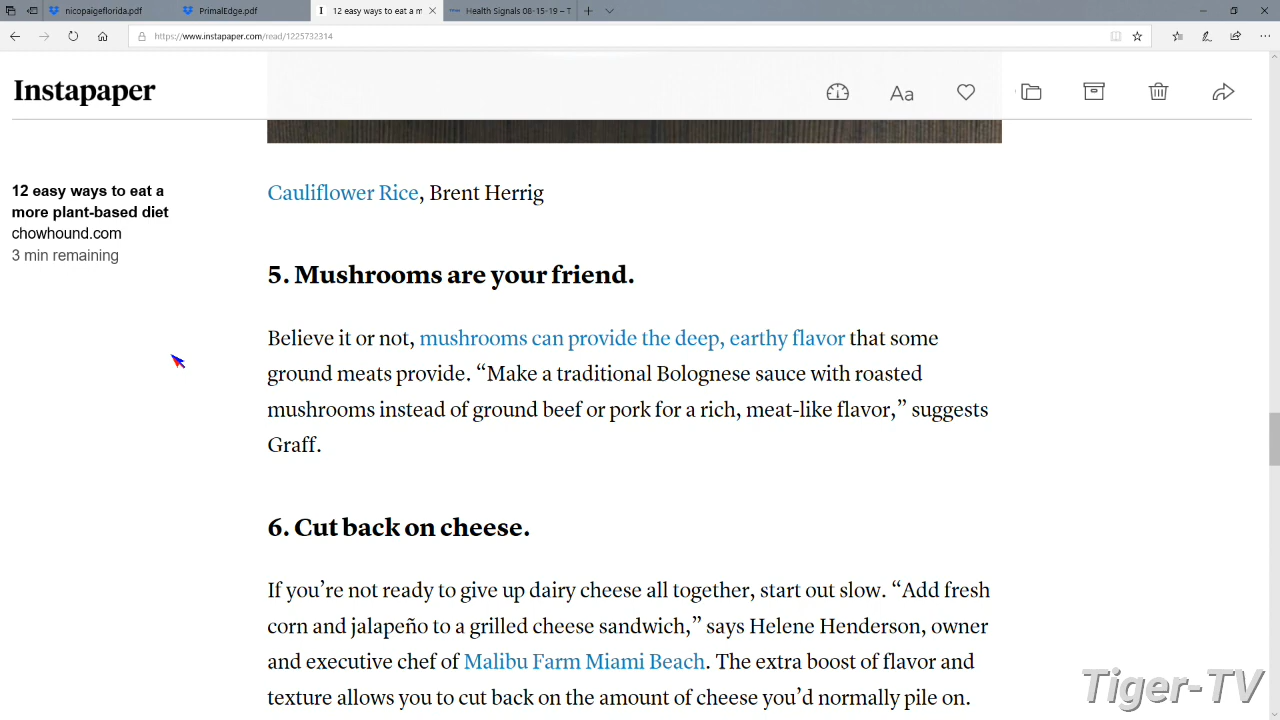 nicopaigeflorida.pdf
PrimalEdge.pdf
12 easy ways to eat a m
Health Signals 08-15-19 – T
https://www.instapaper.com/read/1225732314
Instapaper
Aa
12 easy ways to eat a
more plant-based diet
chowhound.com
3 min remaining
Cauliflower Rice, Brent Herrig
5. Mushrooms are your friend.
Believe it or not, mushrooms can provide the deep, earthy flavor that some
ground meats provide. “Make a traditional Bolognese sauce with roasted
mushrooms instead of ground beef or pork for a rich, meat-like flavor,” suggests
Graff.
6. Cut back on cheese.
If you’re not ready to give up dairy cheese all together, start out slow. “Add fresh
corn and jalapeño to a grilled cheese sandwich,” says Helene Henderson, owner
and executive chef of Malibu Farm Miami Beach. The extra boost of flavor and
texture allows you to cut back on the amount of cheese you’d normally pile on.
Tiger-TV